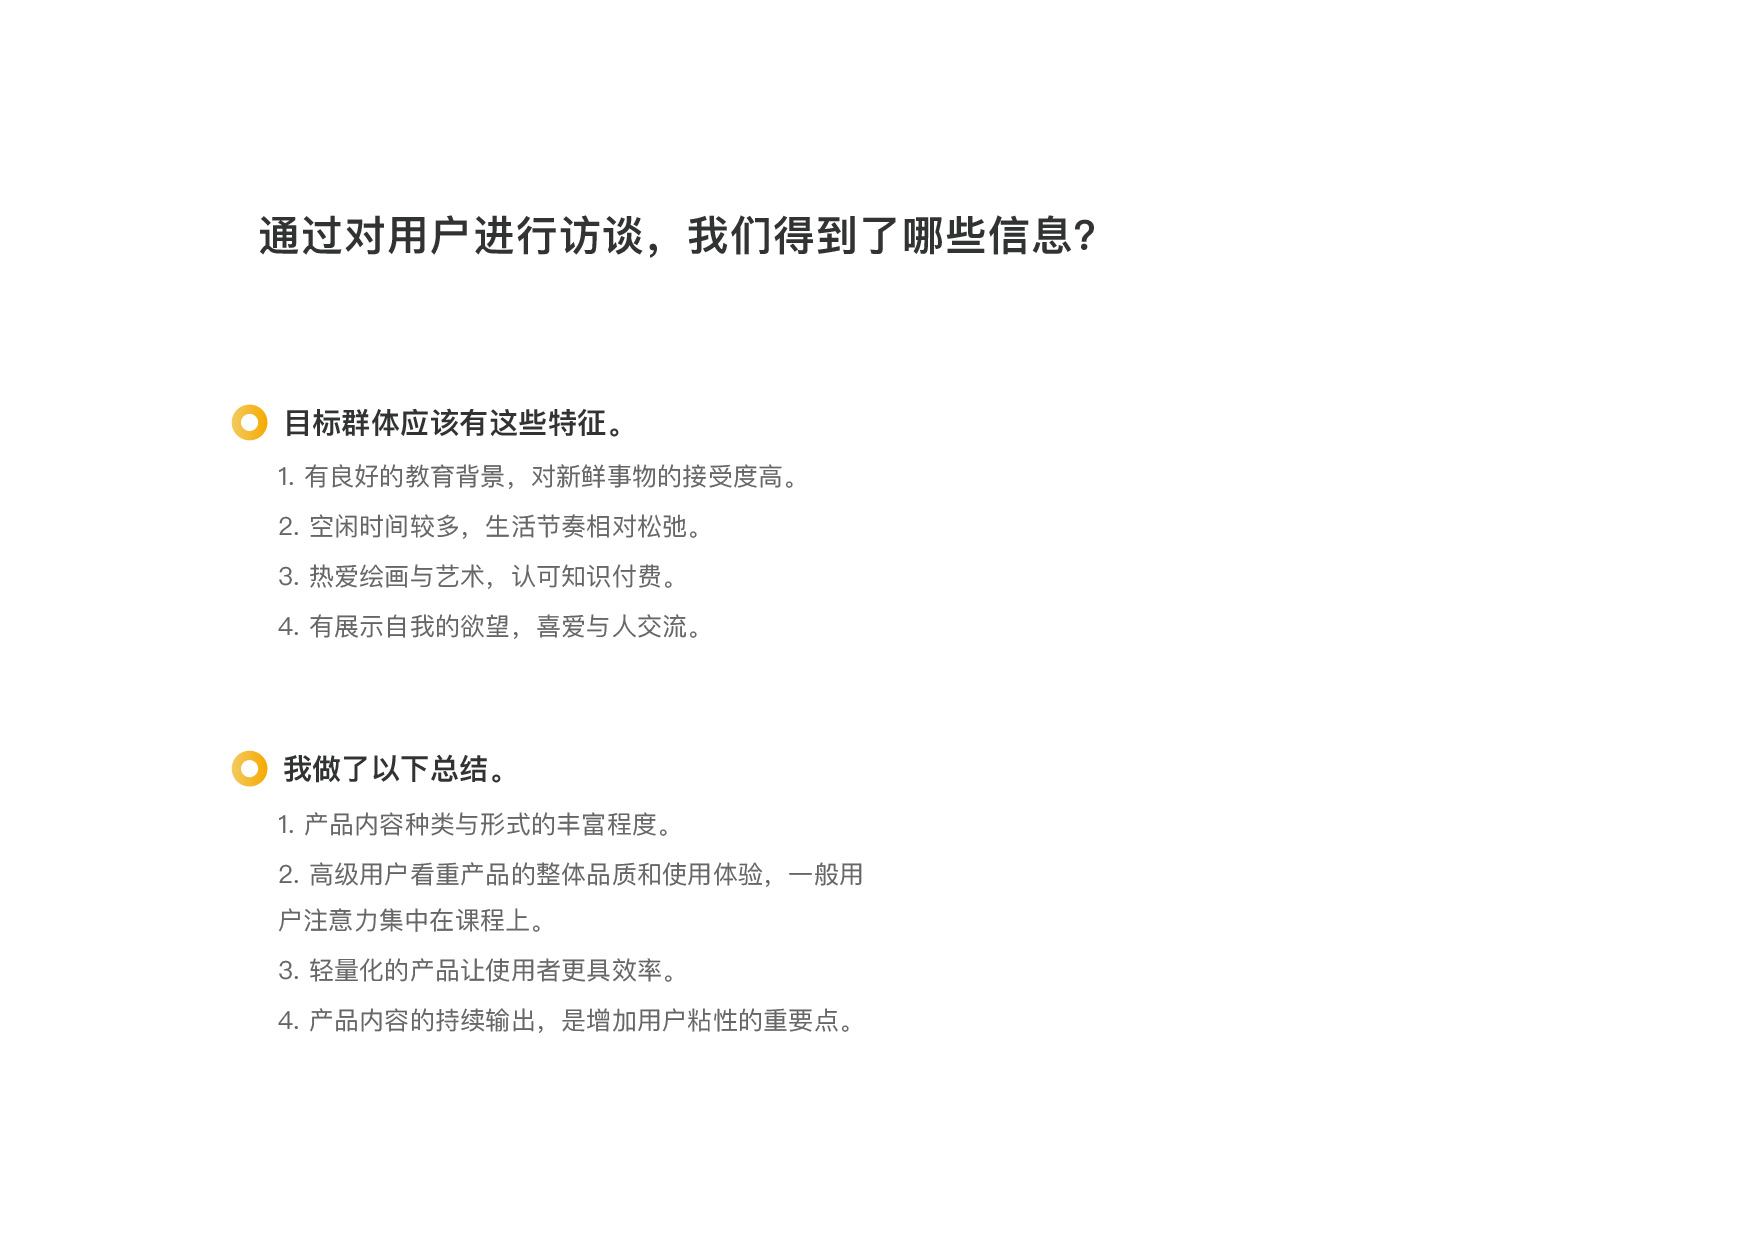 通过对用户进行访谈，我们得到了哪些信息？
目标群体应该有这些特征。
1. 有良好的教育背景，对新鲜事物的接受度高。
2. 空闲时间较多，生活节奏相对松弛。
3. 热爱绘画与艺术，认可知识付费。
4. 有展示自我的欲望，喜爱与人交流。
我做了以下总结。
1. 产品内容种类与形式的丰富程度。
2. 高级用户看重产品的整体品质和使用体验，一般用
户注意力集中在课程上。
3. 轻量化的产品让使用者更具效率。
4. 产品内容的持续输出，是增加用户粘性的重要点。